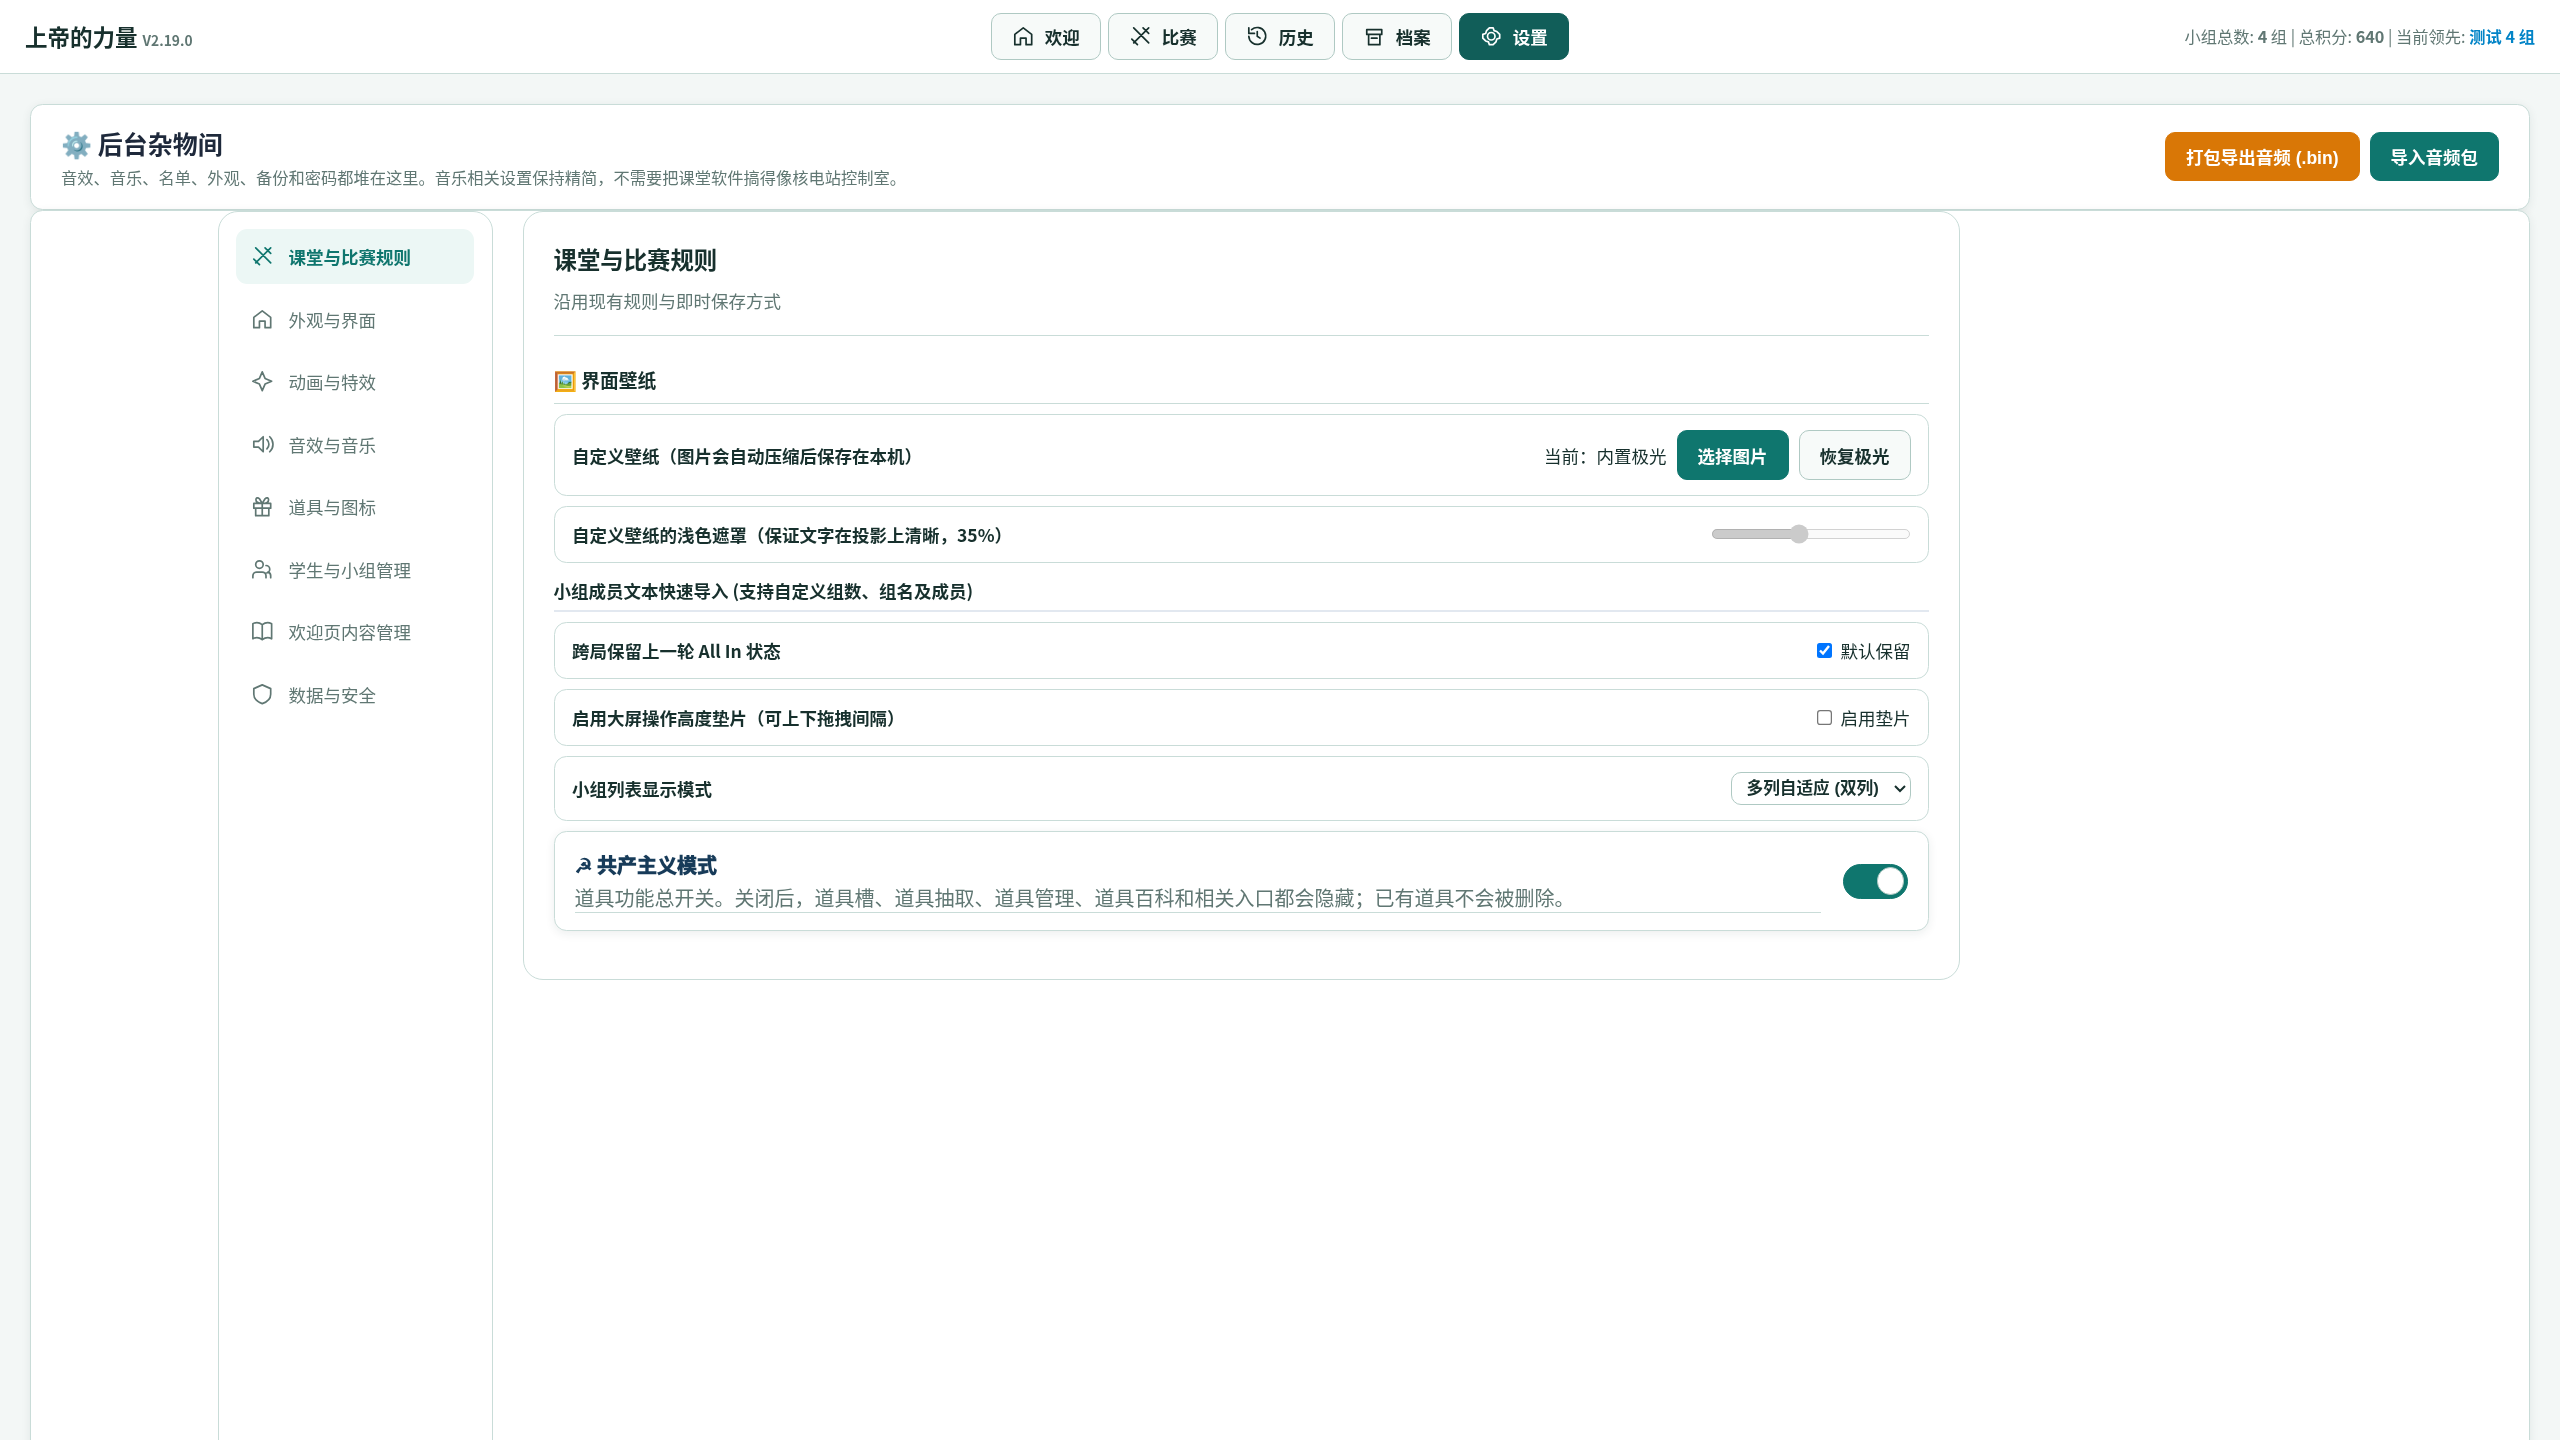 上帝的力量 V2.19.0
欢迎
比赛
历史
档案
设置
小组总数: 4 组 | 总积分: 640 | 当前领先: 测试 4 组
⚙️ 后台杂物间
音效、音乐、名单、外观、备份和密码都堆在这里。音乐相关设置保持精简，不需要把课堂软件搞得像核电站控制室。
打包导出音频 (.bin)
导入音频包
课堂与比赛规则
外观与界面
动画与特效
音效与音乐
道具与图标
学生与小组管理
欢迎页内容管理
数据与安全
课堂与比赛规则
沿用现有规则与即时保存方式
🖼️ 界面壁纸
自定义壁纸（图片会自动压缩后保存在本机）
当前：内置极光
选择图片
恢复极光
自定义壁纸的浅色遮罩（保证文字在投影上清晰，35%）
小组成员文本快速导入 (支持自定义组数、组名及成员)
跨局保留上一轮 All In 状态
默认保留
启用大屏操作高度垫片（可上下拖拽间隔）
启用垫片
小组列表显示模式
多列自适应 (双列)
☭ 共产主义模式
道具功能总开关。关闭后，道具槽、道具抽取、道具管理、道具百科和相关入口都会隐藏；已有道具不会被删除。